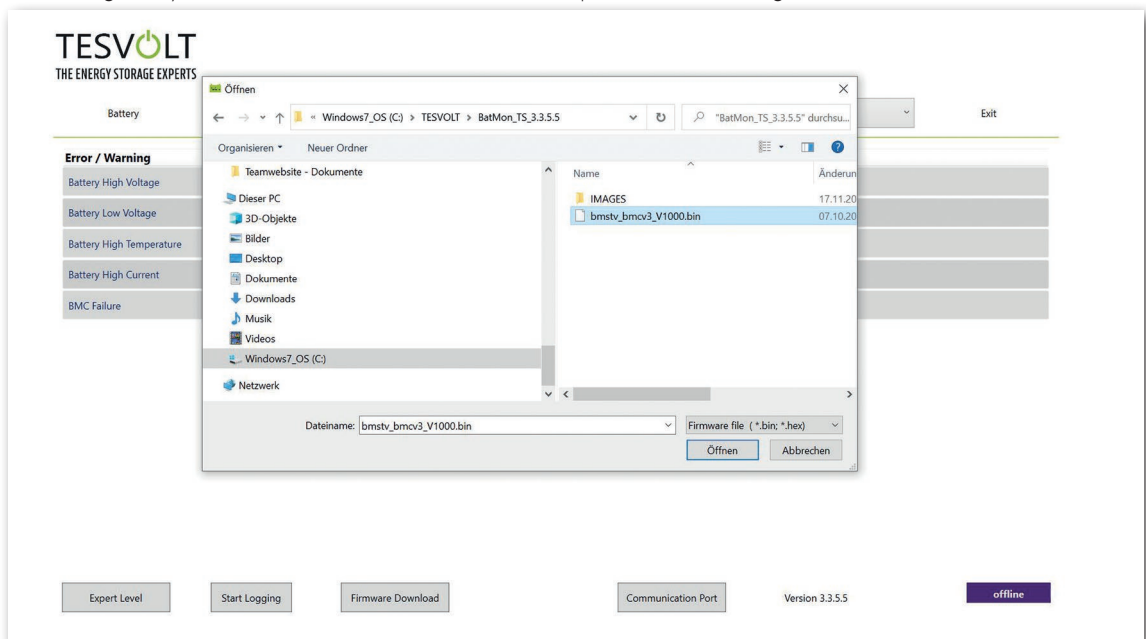 TESVOLT
THE ENERGY STORAGE EXPERTS
Battery
Exit
Error / Warning
Battery High Voltage
Battery Low Voltage
Battery High Temperature
Battery High Current
BMC Failure
Öffnen
« Windows7_OS (C:) > TESVOLT > BatMon_TS_3.3.5.5
"BatMon_TS_3.3.5.5" durchsu...
Organisieren
Neuer Ordner
Teamwebsite - Dokumente
Dieser PC
3D-Objekte
Bilder
Desktop
Dokumente
Downloads
Musik
Videos
Windows7_OS (C:)
Netzwerk
Name
Änderun
IMAGES
17.11.20
bmstv_bmcv3_V1000.bin
07.10.20
Dateiname: bmstv_bmcv3_V1000.bin
Firmware file ( *.bin; *.hex)
Öffnen
Abbrechen
Expert Level
Start Logging
Firmware Download
Communication Port
Version 3.3.5.5
offline